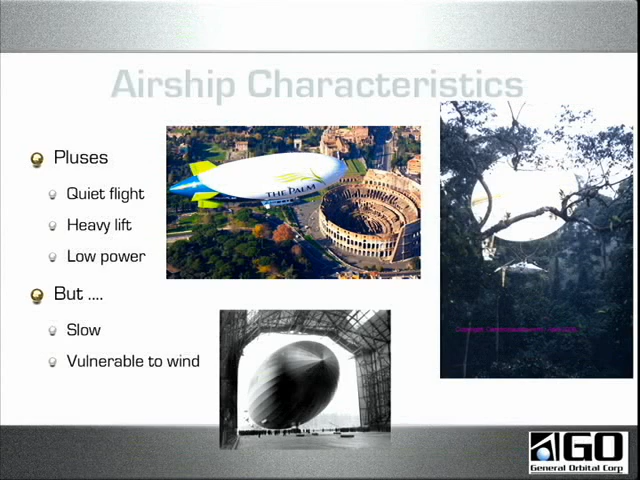 Airship Characteristics
Pluses
Quiet flight
Heavy lift
Low power
But ....
Slow
Vulnerable to wind
THE PALM
GO
General Orbital Corp